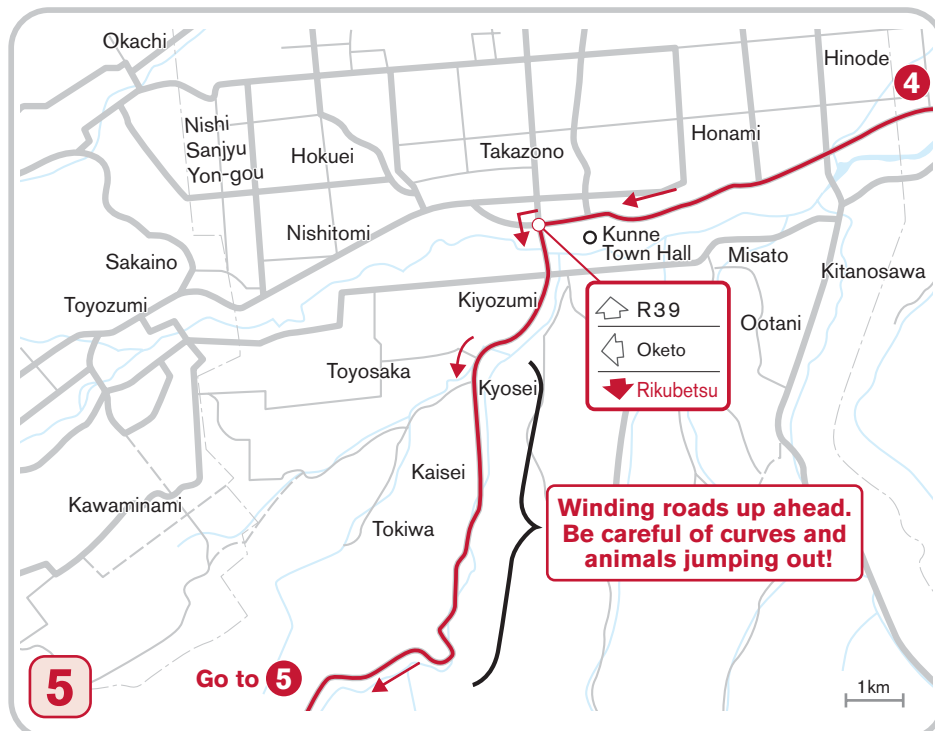 Okachi
Hinode
4
Nishi
Sanjyu
Yon-gou
Hokuei
Takazono
Honami
Nishitomi
Kunne
Town Hall
Sakaino
Misato
Kitanosawa
Toyozumi
Kiyozumi
R39
Ootani
Oketo
Toyosaka
Kyosei
Rikubetsu
Kaisei
Kawaminami
Tokiwa
Winding roads up ahead.
Be careful of curves and
animals jumping out!
5
Go to 5
1km